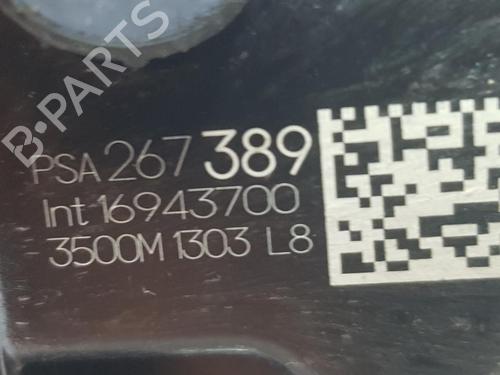 B-PARTS
PSA 267 389
Int 16943700
3500M 1303 L8